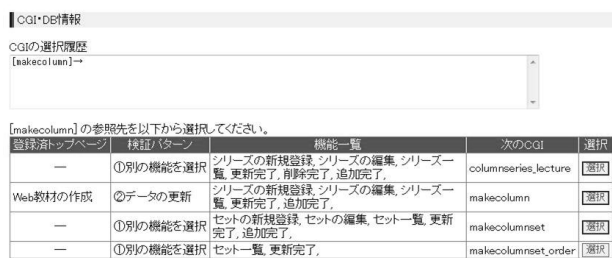 CGI・DB情報
CGIの選択履歴
[makecolumn]→
[makecolumn] の参照先を以下から選択してください。
登録済トップページ 検証パターン 機能一覧 次のCGI 選択
― ①別の機能を選択 シリーズの新規登録, シリーズの編集, シリーズ一覧, 更新完了, 削除完了, 追加完了, columnseries_lecture 選択
Web教材の作成 ②データの更新 シリーズの新規登録, シリーズの編集, シリーズ一覧, 更新完了, 追加完了, makecolumn 選択
― ①別の機能を選択 セットの新規登録, セットの編集, セット一覧, 更新完了, 追加完了, makecolumnset 選択
― ①別の機能を選択 セット一覧, 更新完了, makecolumnset_order 選択